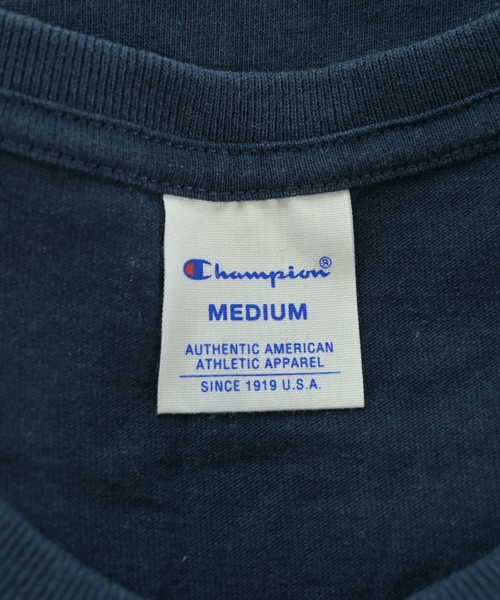 Champion®
MEDIUM
AUTHENTIC AMERICAN
ATHLETIC APPAREL
SINCE 1919 U.S.A.